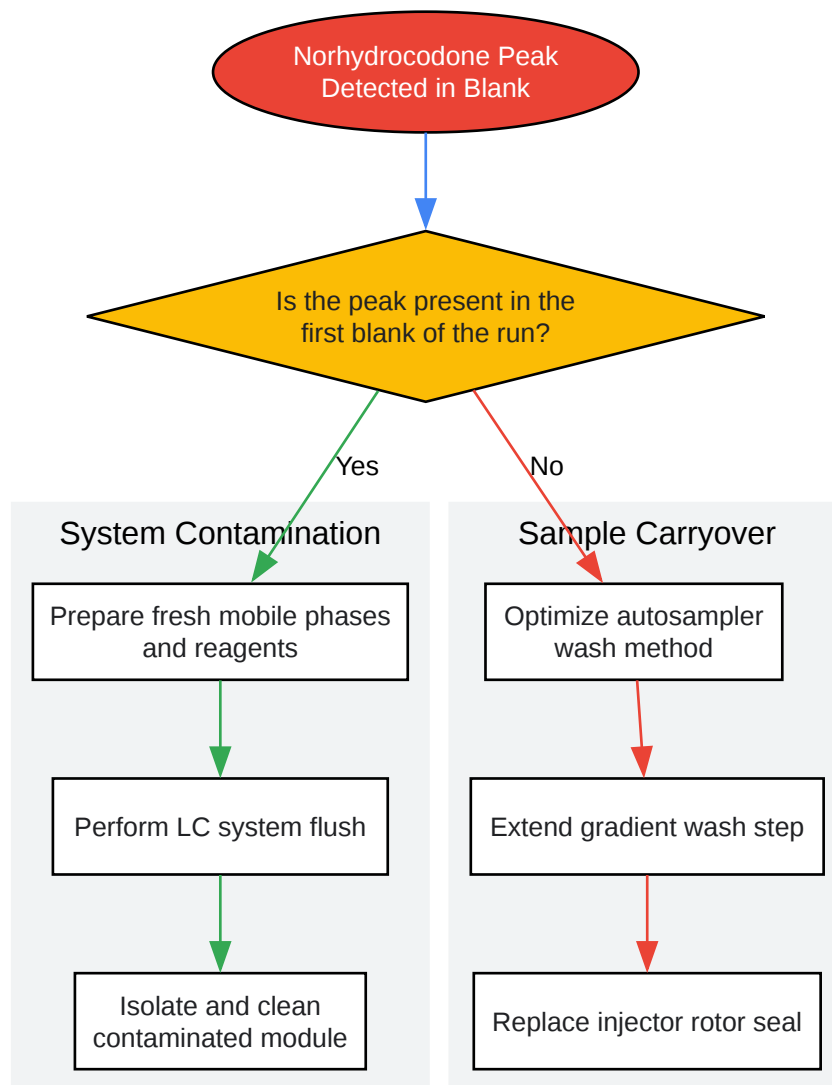 Norhydrocodone Peak
Detected in Blank
Is the peak present in the
first blank of the run?
Yes
No
System Contamination
Prepare fresh mobile phases
and reagents
Perform LC system flush
Isolate and clean
contaminated module
Sample Carryover
Optimize autosampler
wash method
Extend gradient wash step
Replace injector rotor seal